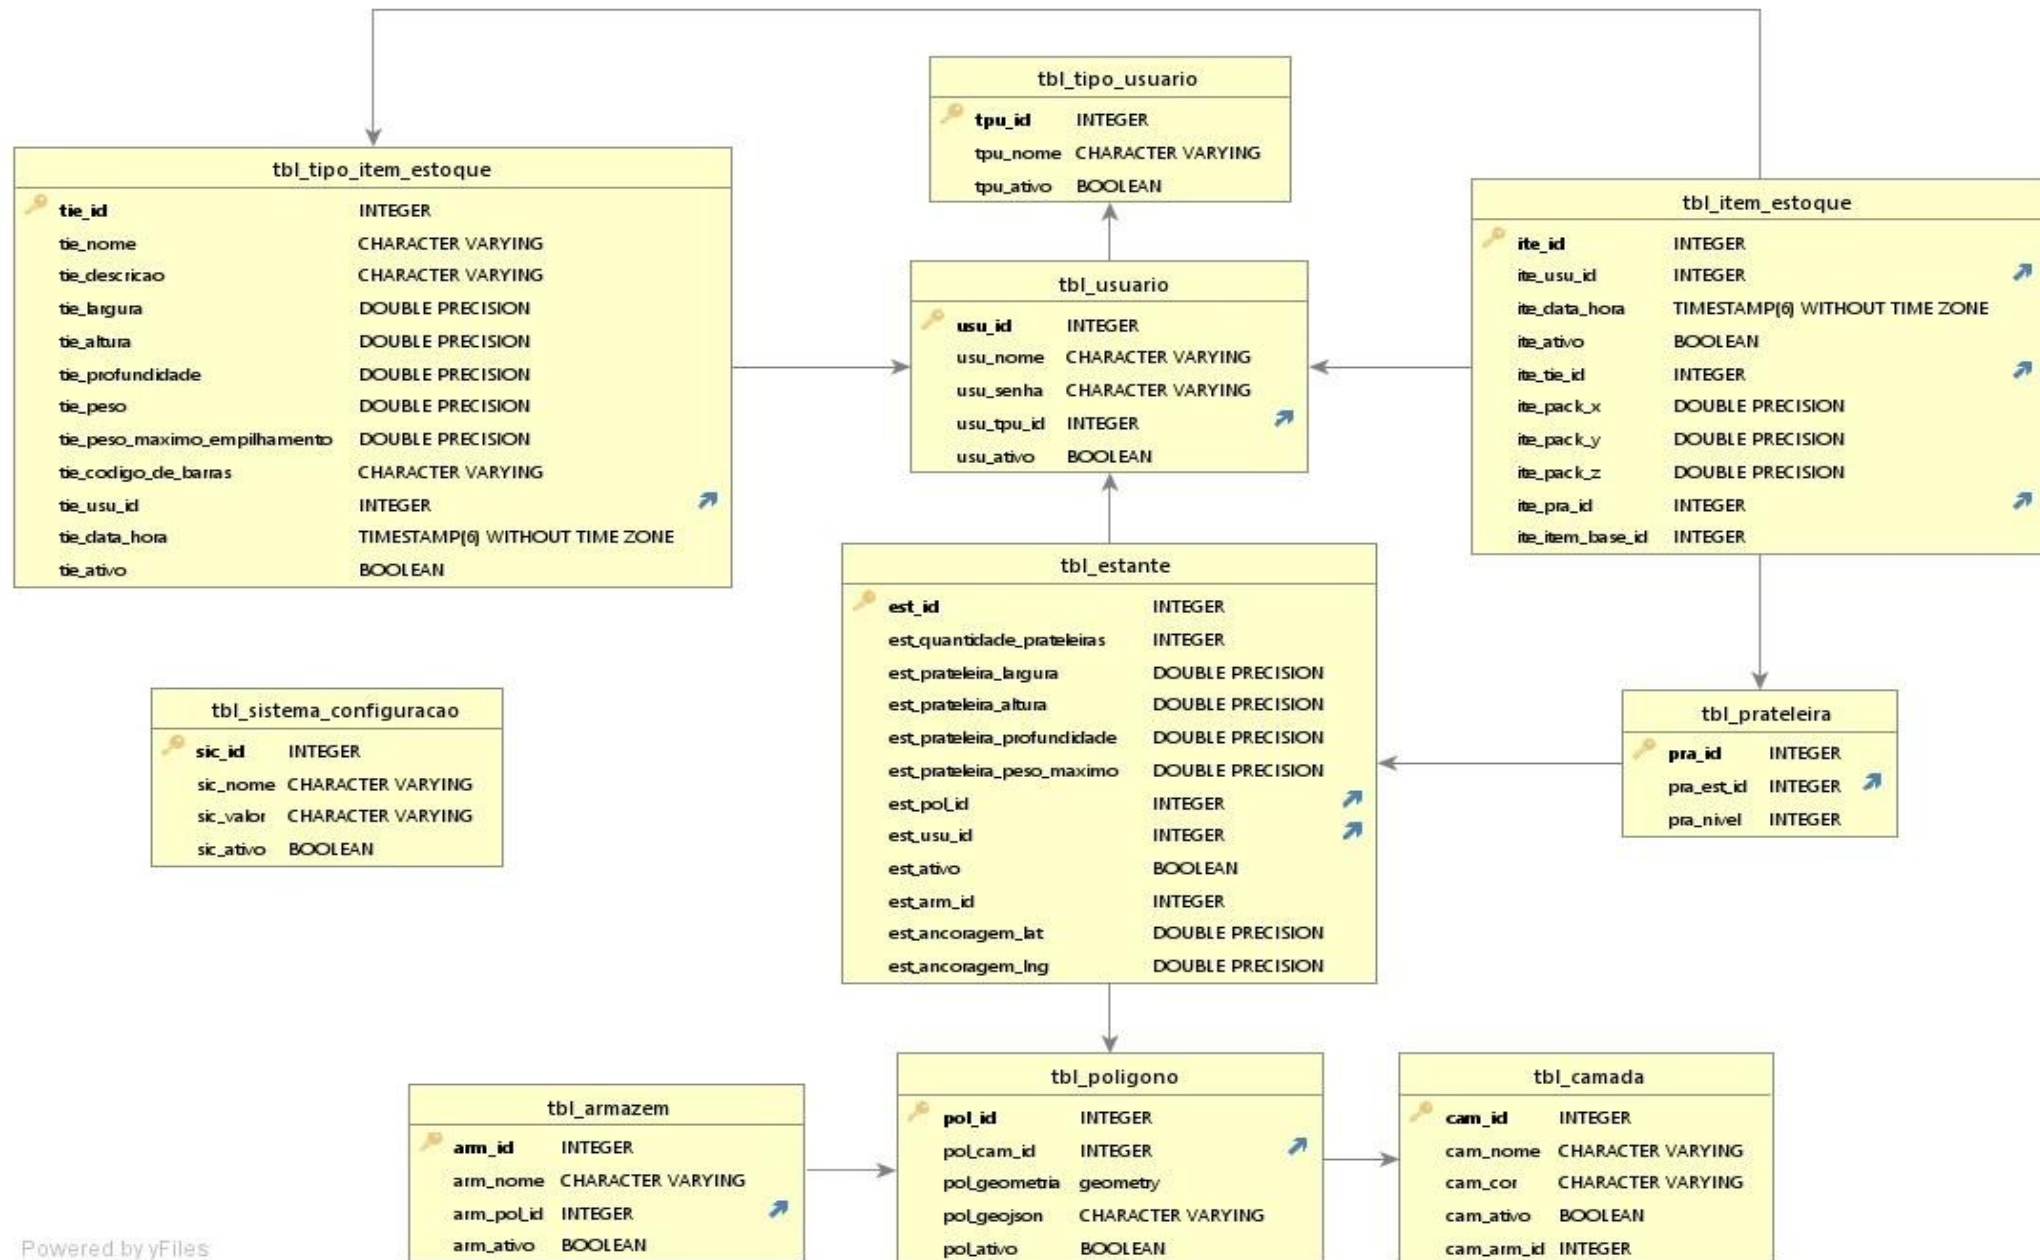 tbl_tipo_usuario
tpu_id INTEGER
tpu_nome CHARACTER VARYING
tpu_ativo BOOLEAN
tbl_tipo_item_estoque
tie_id INTEGER
tie_nome CHARACTER VARYING
tie_descricao CHARACTER VARYING
tie_largura DOUBLE PRECISION
tie_altura DOUBLE PRECISION
tie_profundidade DOUBLE PRECISION
tie_peso DOUBLE PRECISION
tie_peso_maximo_empilhamento DOUBLE PRECISION
tie_codigo_de_barras CHARACTER VARYING
tie_usu_id INTEGER
tie_data_hora TIMESTAMP(6) WITHOUT TIME ZONE
tie_ativo BOOLEAN
tbl_usuario
usu_id INTEGER
usu_nome CHARACTER VARYING
usu_senha CHARACTER VARYING
usu_tpu_id INTEGER
usu_ativo BOOLEAN
tbl_item_estoque
ite_id INTEGER
ite_usu_id INTEGER
ite_data_hora TIMESTAMP(6) WITHOUT TIME ZONE
ite_ativo BOOLEAN
ite_tie_id INTEGER
ite_pack_x DOUBLE PRECISION
ite_pack_y DOUBLE PRECISION
ite_pack_z DOUBLE PRECISION
ite_pra_id INTEGER
ite_item_base_id INTEGER
tbl_estante
est_id INTEGER
est_quantidade_prateleiras INTEGER
est_prateleira_largura DOUBLE PRECISION
est_prateleira_altura DOUBLE PRECISION
est_prateleira_profundidade DOUBLE PRECISION
est_prateleira_peso_maximo DOUBLE PRECISION
est_pol_id INTEGER
est_usu_id INTEGER
est_ativo BOOLEAN
est_arm_id INTEGER
est_ancoragem_lat DOUBLE PRECISION
est_ancoragem_lng DOUBLE PRECISION
tbl_sistema_configuracao
sic_id INTEGER
sic_nome CHARACTER VARYING
sic_valor CHARACTER VARYING
sic_ativo BOOLEAN
tbl_prateleira
pra_id INTEGER
pra_est_id INTEGER
pra_nivel INTEGER
tbl_armazem
arm_id INTEGER
arm_nome CHARACTER VARYING
arm_pol_id INTEGER
arm_ativo BOOLEAN
tbl_poligono
pol_id INTEGER
pol_cam_id INTEGER
pol_geometria geometry
pol_geojson CHARACTER VARYING
pol_ativo BOOLEAN
tbl_camada
cam_id INTEGER
cam_nome CHARACTER VARYING
cam_cor CHARACTER VARYING
cam_ativo BOOLEAN
cam_arm_id INTEGER
Powered by yFiles